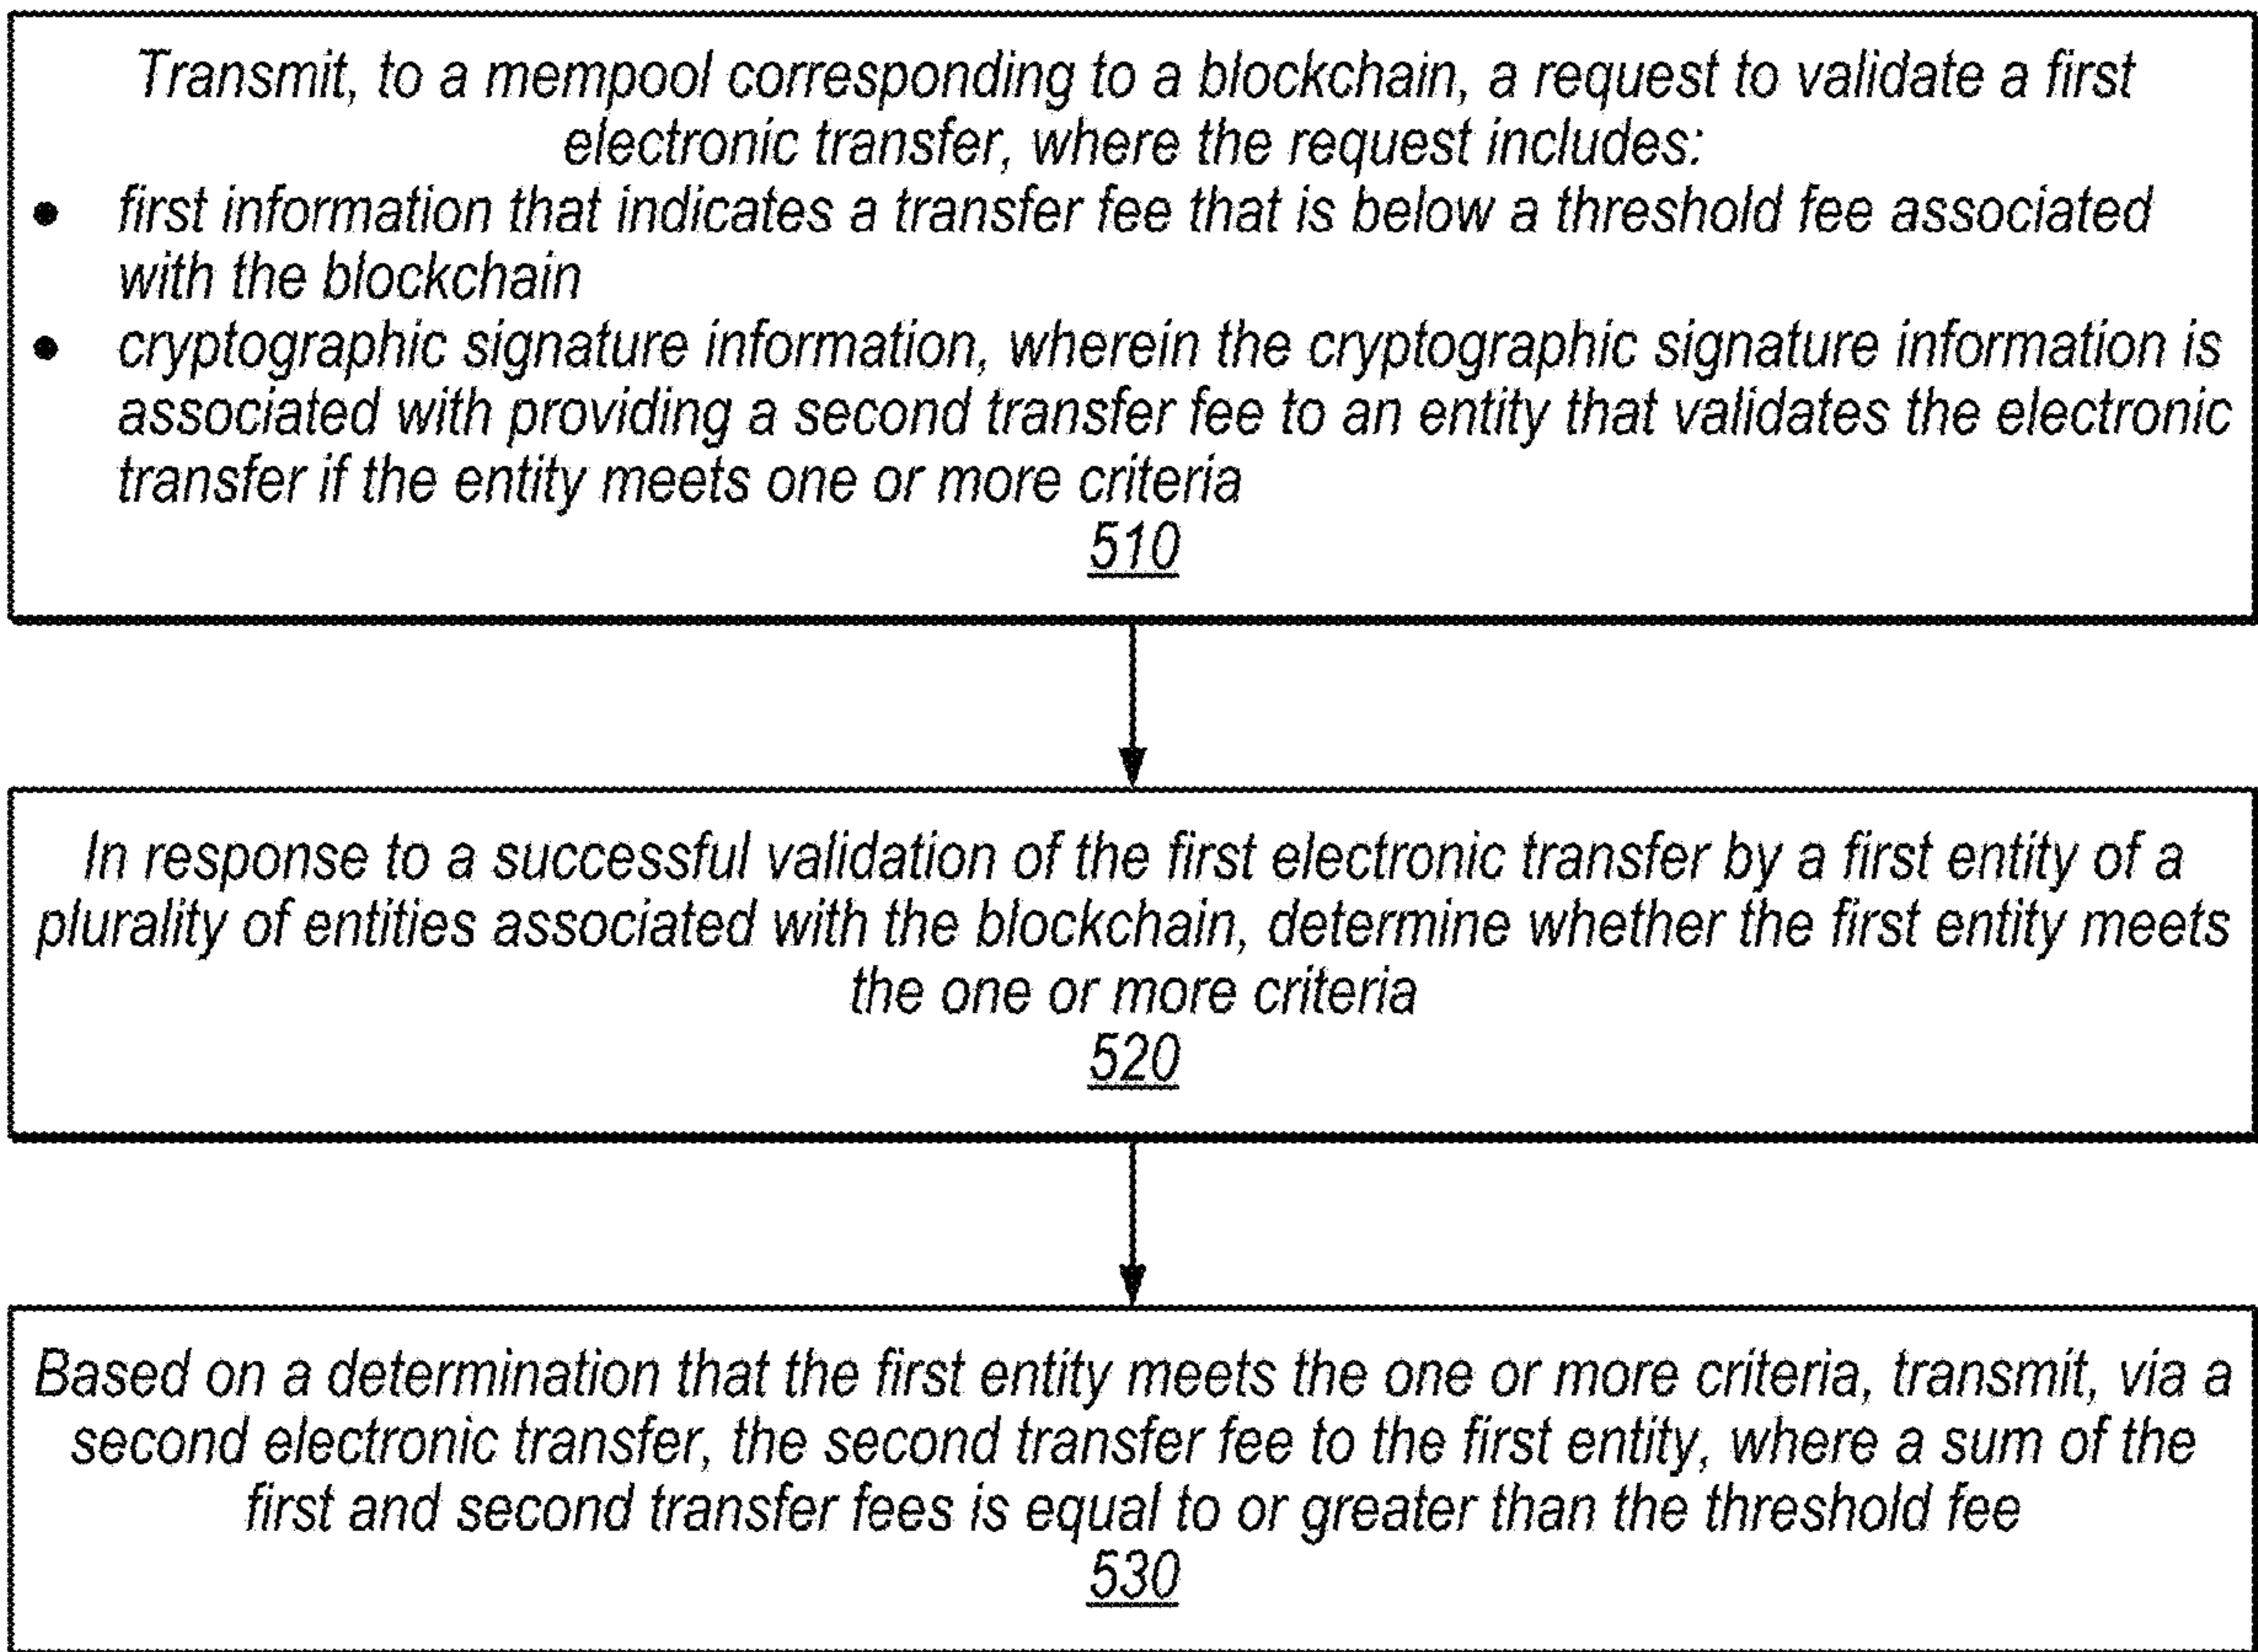 Transmit, to a mempool corresponding to a blockchain, a request to validate a first
electronic transfer, where the request includes:
• first information that indicates a transfer fee that is below a threshold fee associated
with the blockchain
• cryptographic signature information, wherein the cryptographic signature information is
associated with providing a second transfer fee to an entity that validates the electronic
transfer if the entity meets one or more criteria
510
In response to a successful validation of the first electronic transfer by a first entity of a
plurality of entities associated with the blockchain, determine whether the first entity meets
the one or more criteria
520
Based on a determination that the first entity meets the one or more criteria, transmit, via a
second electronic transfer, the second transfer fee to the first entity, where a sum of the
first and second transfer fees is equal to or greater than the threshold fee
530